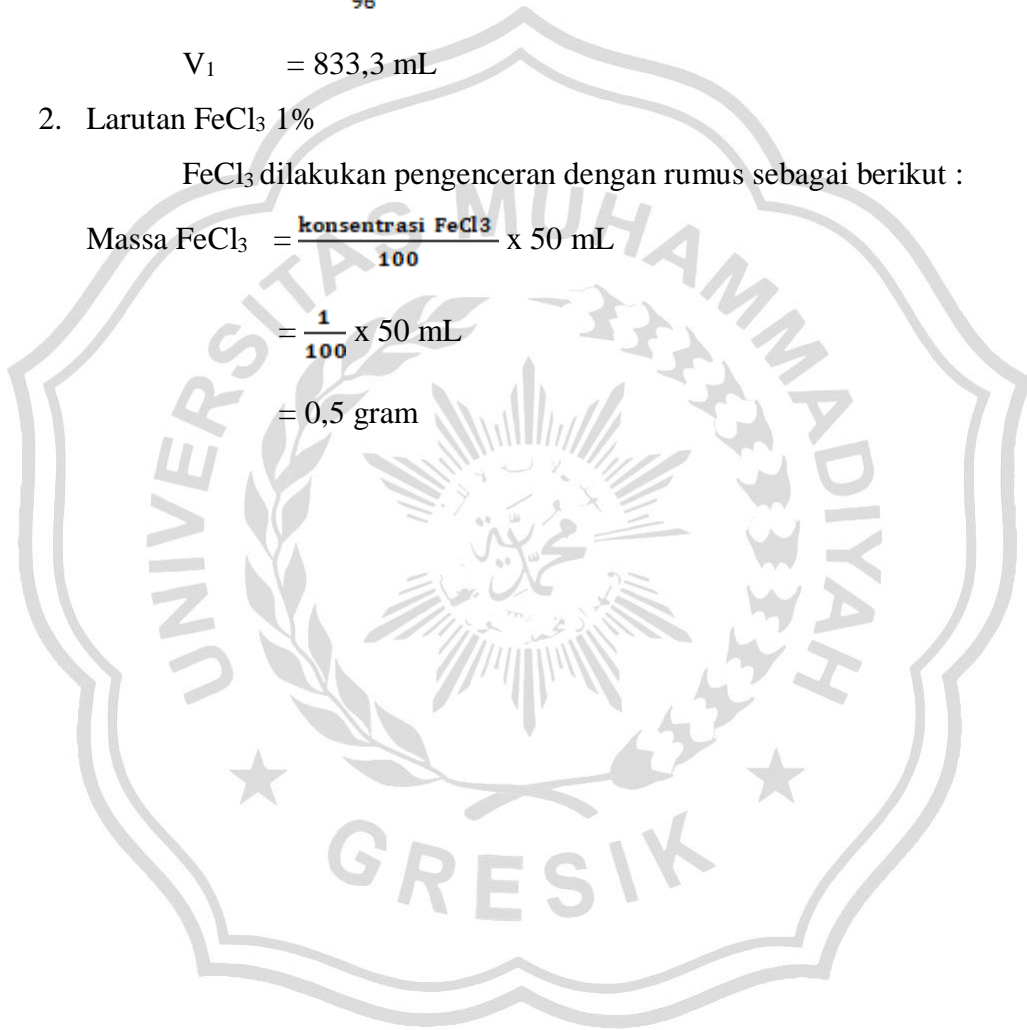 96
V₁ = 833,3 mL
2. Larutan FeCl₃ 1%
FeCl₃ dilakukan pengenceran dengan rumus sebagai berikut :
Massa FeCl₃ = konsentrasi FeCl3 / 100 x 50 mL
= 1 / 100 x 50 mL
= 0,5 gram
UNIVERSITAS MUHAMMADIYAH
GRESIK